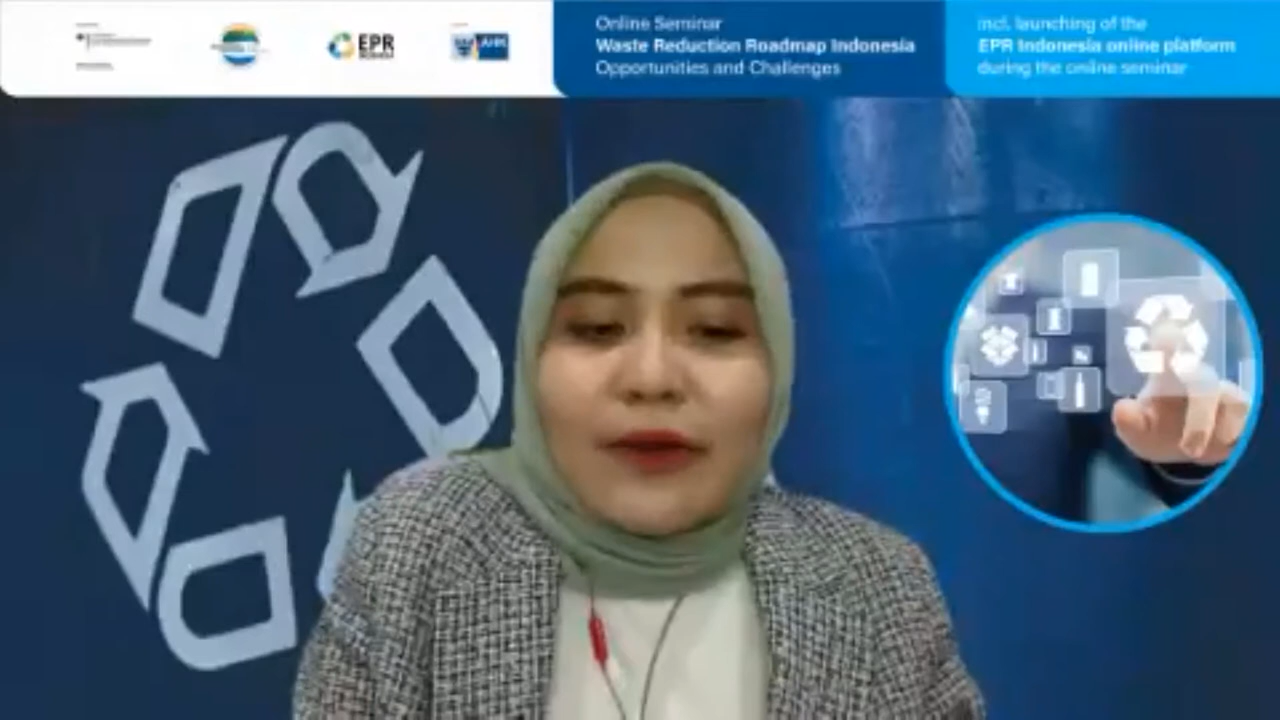 EPR
AHK
Online Seminar
Waste Reduction Roadmap Indonesia
Opportunities and Challenges
incl. launching of the
EPR Indonesia online platform
during the online seminar